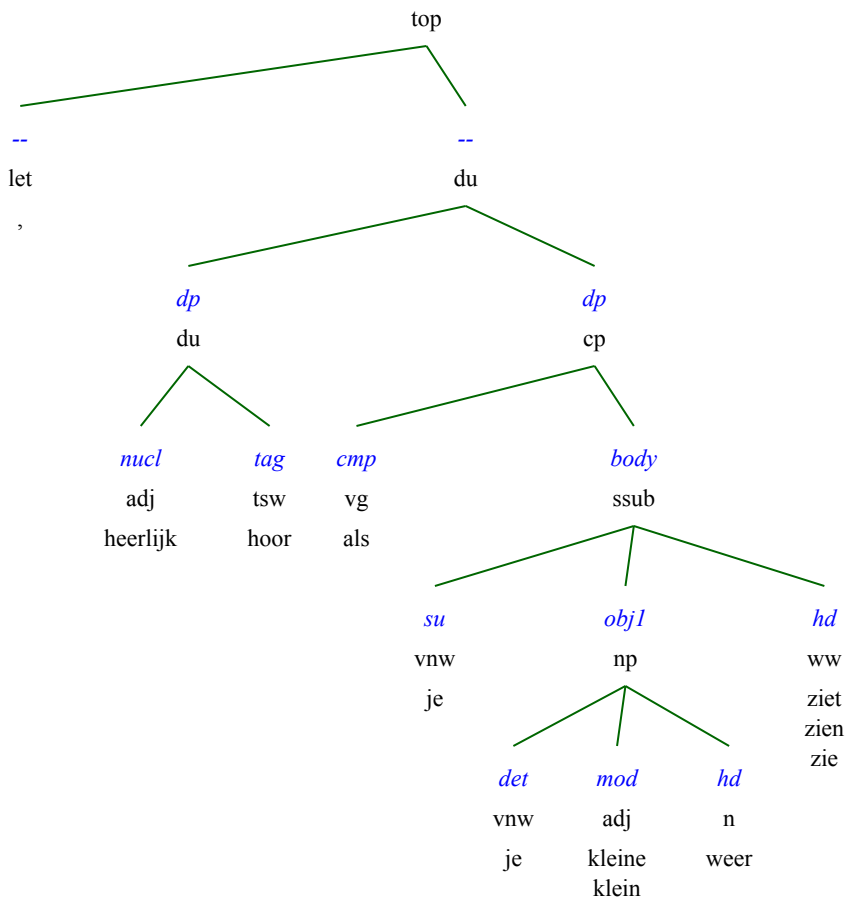 top
-- --
let du
,
dp dp
du cp
nucl tag cmp body
adj tsw vg ssub
heerlijk hoor als
su obj1 hd
vnw np ww
je ziet
zien
zie
det mod hd
vnw adj n
je kleine weer
klein